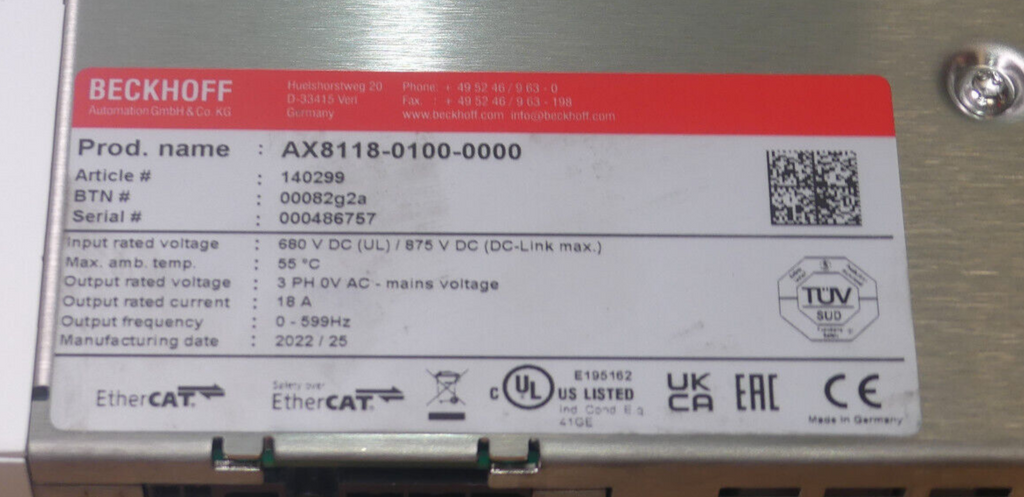 BECKHOFF
Automation GmbH & Co. KG
Huelshorstweg 20
D-33415 Verl
Germany
Phone: + 49 52 46 / 9 63 - 0
Fax. : + 49 52 46 / 9 63 - 198
www.beckhoff.com info@beckhoff.com
Prod. name : AX8118-0100-0000
Article # : 140299
BTN # : 00082g2a
Serial # : 000486757
Input rated voltage : 680 V DC (UL) / 875 V DC (DC-Link max.)
Max. amb. temp. : 55 °C
Output rated voltage : 3 PH 0V AC - mains voltage
Output rated current : 18 A
Output frequency : 0 - 599Hz
Manufacturing date : 2022 / 25
TÜV
SÜD
EtherCAT.
Safety over
EtherCAT.
C UL US LISTED
E195162
Ind Cond E q
41GE
UK
CA
EAC
CE
Made in Germany